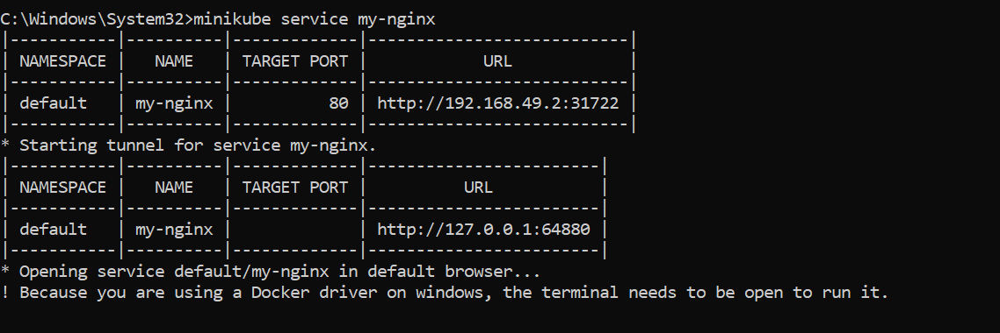 C:\Windows\System32>minikube service my-nginx
|-----------|----------|-------------|---------------------------|
| NAMESPACE |   NAME   | TARGET PORT |            URL            |
|-----------|----------|-------------|---------------------------|
| default   | my-nginx |          80 | http://192.168.49.2:31722 |
|-----------|----------|-------------|---------------------------|
* Starting tunnel for service my-nginx.
|-----------|----------|-------------|------------------------|
| NAMESPACE |   NAME   | TARGET PORT |          URL           |
|-----------|----------|-------------|------------------------|
| default   | my-nginx |             | http://127.0.0.1:64880 |
|-----------|----------|-------------|------------------------|
* Opening service default/my-nginx in default browser...
! Because you are using a Docker driver on windows, the terminal needs to be open to run it.